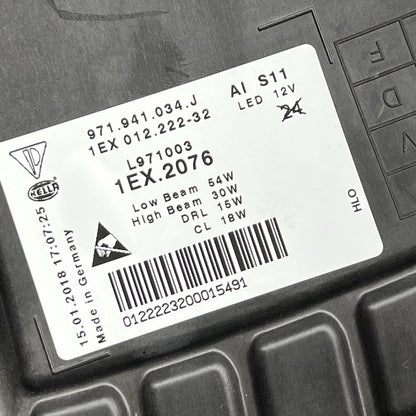 971.941.034.J
AI S11
1EX 012.222-32
LED 12V
24
L971003
1EX.2076
Low Beam 54W
High Beam 30W
DRL 15W
CL 18W
HELLA
15.01.2018 17:07:25
Made in Germany
0122223200015491
HLO
F
D
V